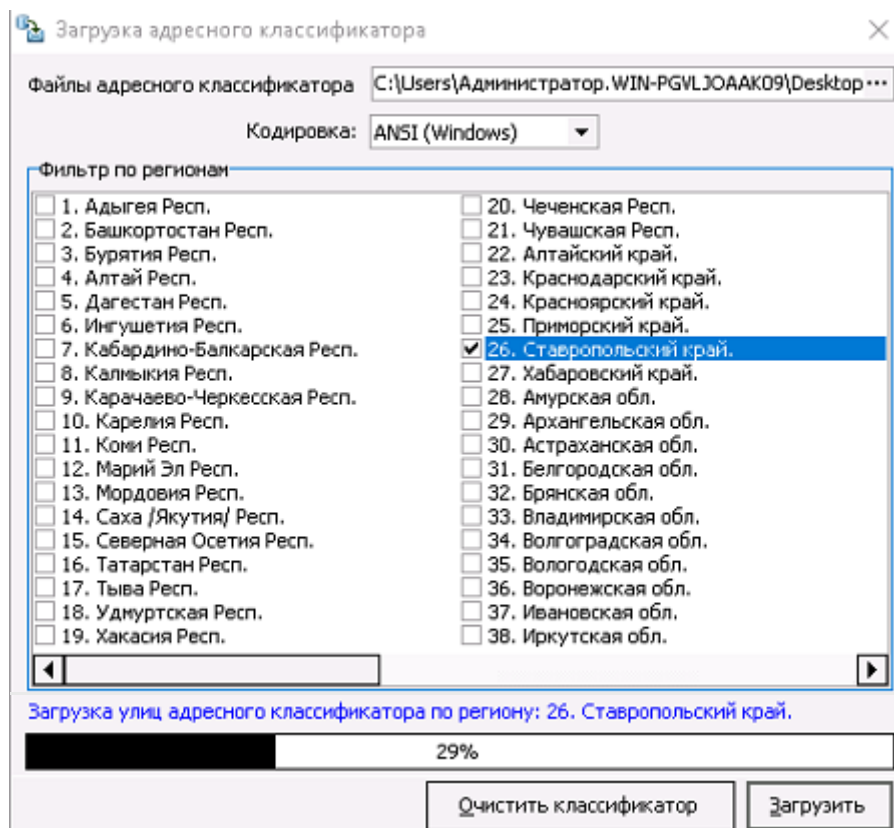 Загрузка адресного классификатора
Файлы адресного классификатора C:\Users\Администратор.WIN-PGVLJOAAK09\Desktop ...
Кодировка: ANSI (Windows)
Фильтр по регионам
1. Адыгея Респ.
2. Башкортостан Респ.
3. Бурятия Респ.
4. Алтай Респ.
5. Дагестан Респ.
6. Ингушетия Респ.
7. Кабардино-Балкарская Респ.
8. Калмыкия Респ.
9. Карачаево-Черкесская Респ.
10. Карелия Респ.
11. Коми Респ.
12. Марий Эл Респ.
13. Мордовия Респ.
14. Саха /Якутия/ Респ.
15. Северная Осетия Респ.
16. Татарстан Респ.
17. Тыва Респ.
18. Удмуртская Респ.
19. Хакасия Респ.
20. Чеченская Респ.
21. Чувашская Респ.
22. Алтайский край.
23. Краснодарский край.
24. Красноярский край.
25. Приморский край.
26. Ставропольский край.
27. Хабаровский край.
28. Амурская обл.
29. Архангельская обл.
30. Астраханская обл.
31. Белгородская обл.
32. Брянская обл.
33. Владимирская обл.
34. Волгоградская обл.
35. Вологодская обл.
36. Воронежская обл.
37. Ивановская обл.
38. Иркутская обл.
Загрузка улиц адресного классификатора по региону: 26. Ставропольский край.
29%
Очистить классификатор Загрузить